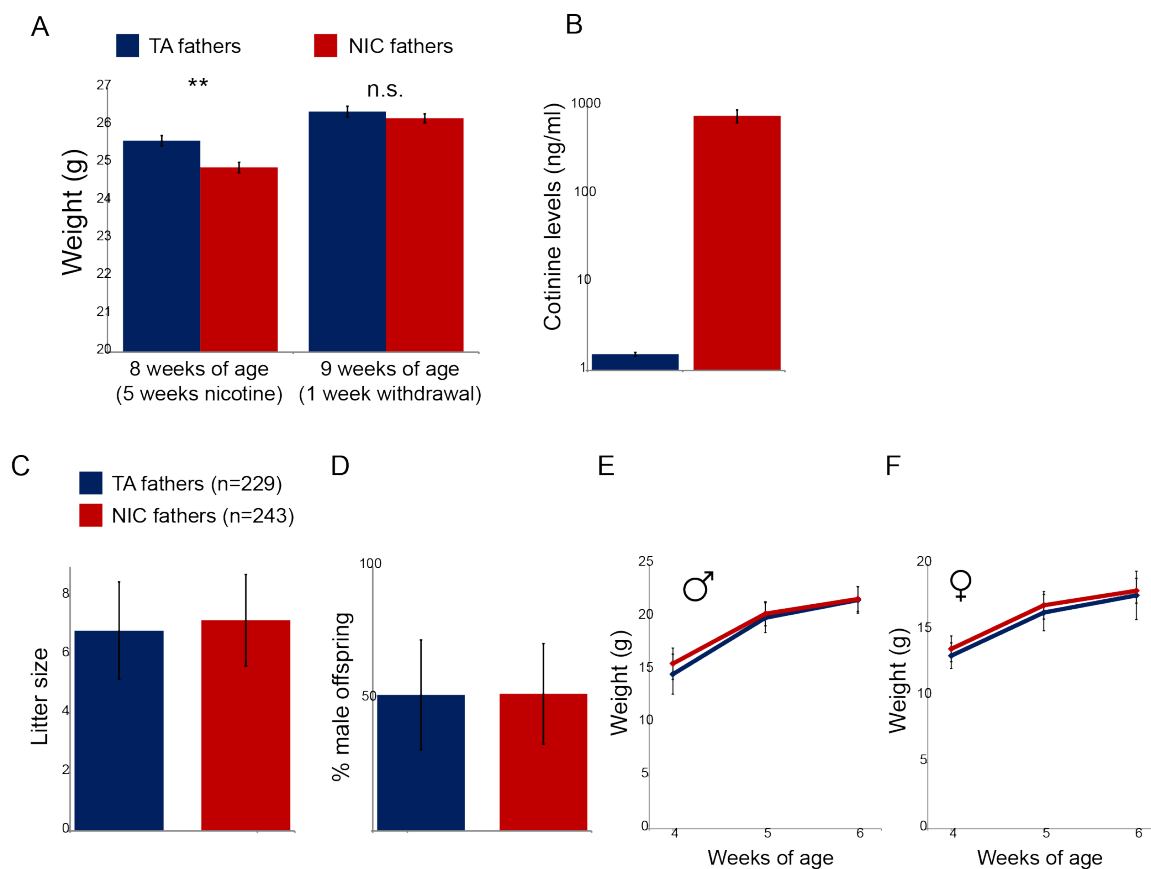 A
TA fathers
NIC fathers
27
26
25
24
23
22
21
20
Weight (g)
**
n.s.
8 weeks of age
(5 weeks nicotine)
9 weeks of age
(1 week withdrawal)
B
1000
100
10
1
Cotinine levels (ng/ml)
C
TA fathers (n=229)
NIC fathers (n=243)
8
6
4
2
0
Litter size
D
100
50
% male offspring
E
25
20
15
10
5
0
Weight (g)
♂
4
5
6
Weeks of age
F
20
15
10
5
0
Weight (g)
♀
4
5
6
Weeks of age